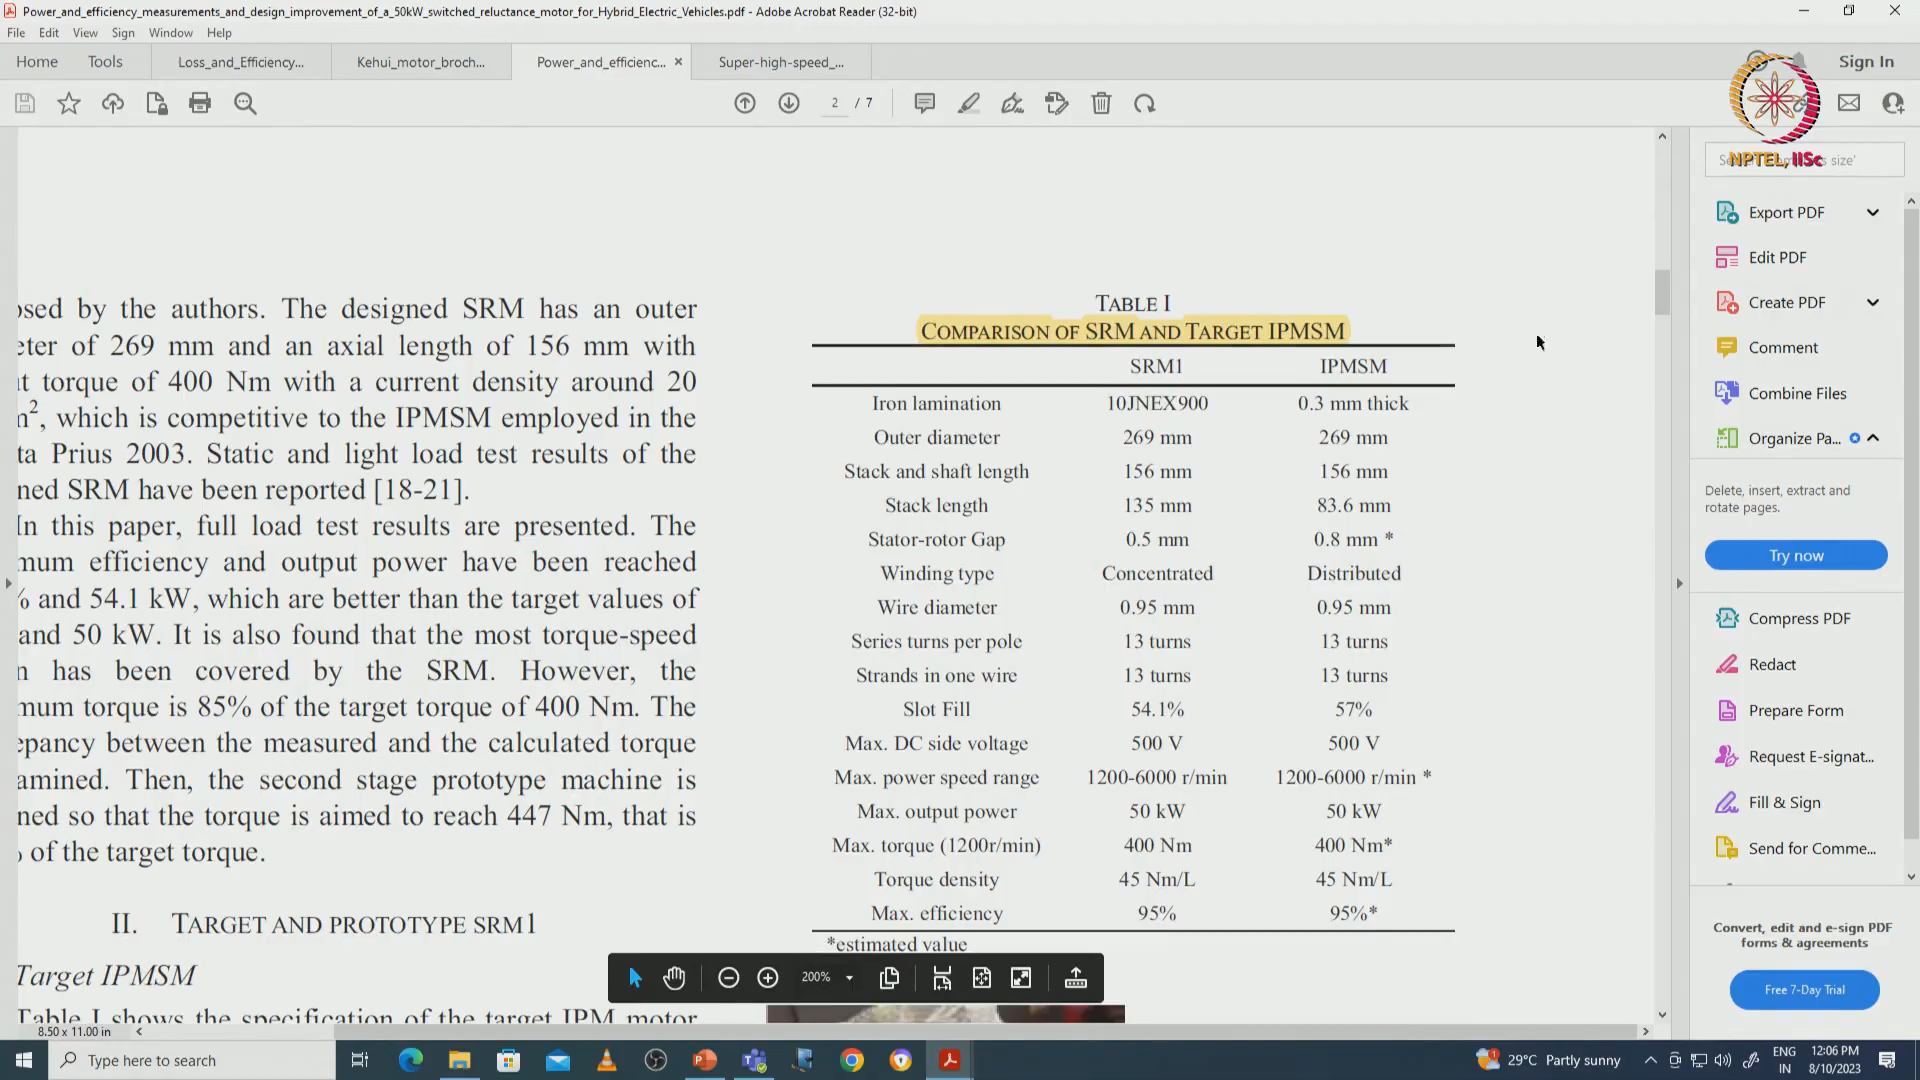 Power_and_efficiency_measurements_and_design_improvement_of_a_50kW_switched_reluctance_motor_for_Hybrid_Electric_Vehicles.pdf - Adobe Acrobat Reader (32-bit)
File Edit View Sign Window Help
Home Tools Loss_and_Efficiency... Kehui_motor_broch... Power_and_efficienc... Super-high-speed_... Sign In
2 / 7
NPTEL, IISc
osed by the authors. The designed SRM has an outer
eter of 269 mm and an axial length of 156 mm with
ut torque of 400 Nm with a current density around 20
m2, which is competitive to the IPMSM employed in the
ta Prius 2003. Static and light load test results of the
ned SRM have been reported [18-21].
In this paper, full load test results are presented. The
mum efficiency and output power have been reached
% and 54.1 kW, which are better than the target values of
and 50 kW. It is also found that the most torque-speed
n has been covered by the SRM. However, the
mum torque is 85% of the target torque of 400 Nm. The
epancy between the measured and the calculated torque
amined. Then, the second stage prototype machine is
ned so that the torque is aimed to reach 447 Nm, that is
of the target torque.
II. TARGET AND PROTOTYPE SRM1
Target IPMSM
Table I shows the specification of the target IPM motor
TABLE I
COMPARISON OF SRM AND TARGET IPMSM
SRM1 IPMSM
Iron lamination 10JNEX900 0.3 mm thick
Outer diameter 269 mm 269 mm
Stack and shaft length 156 mm 156 mm
Stack length 135 mm 83.6 mm
Stator-rotor Gap 0.5 mm 0.8 mm *
Winding type Concentrated Distributed
Wire diameter 0.95 mm 0.95 mm
Series turns per pole 13 turns 13 turns
Strands in one wire 13 turns 13 turns
Slot Fill 54.1% 57%
Max. DC side voltage 500 V 500 V
Max. power speed range 1200-6000 r/min 1200-6000 r/min *
Max. output power 50 kW 50 kW
Max. torque (1200r/min) 400 Nm 400 Nm*
Torque density 45 Nm/L 45 Nm/L
Max. efficiency 95% 95%*
*estimated value
200%
8.50 x 11.00 in
Export PDF
Edit PDF
Create PDF
Comment
Combine Files
Organize Pa...
Delete, insert, extract and
rotate pages.
Try now
Compress PDF
Redact
Prepare Form
Request E-signat...
Fill & Sign
Send for Comme...
Convert, edit and e-sign PDF
forms & agreements
Free 7-Day Trial
Type here to search
29°C Partly sunny
ENG
IN
12:06 PM
8/10/2023